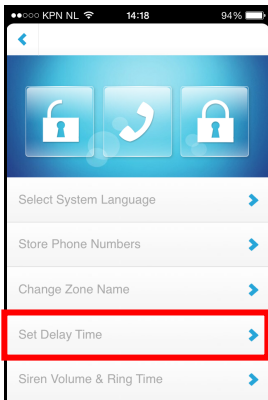 KPN NL 14:18 94%
Select System Language
Store Phone Numbers
Change Zone Name
Set Delay Time
Siren Volume & Ring Time